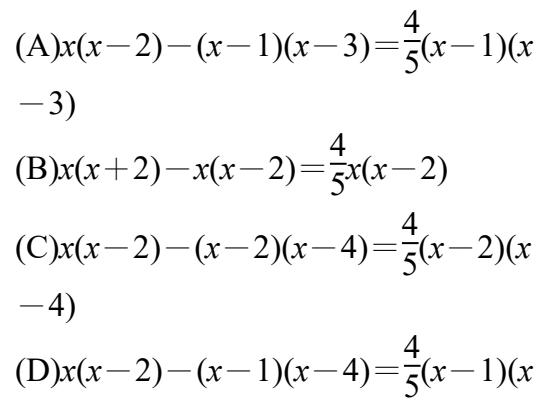 (A)x(x－2)－(x－1)(x－3)＝4/5(x－1)(x
－3)
(B)x(x＋2)－x(x－2)＝4/5x(x－2)
(C)x(x－2)－(x－2)(x－4)＝4/5(x－2)(x
－4)
(D)x(x－2)－(x－1)(x－4)＝4/5(x－1)(x